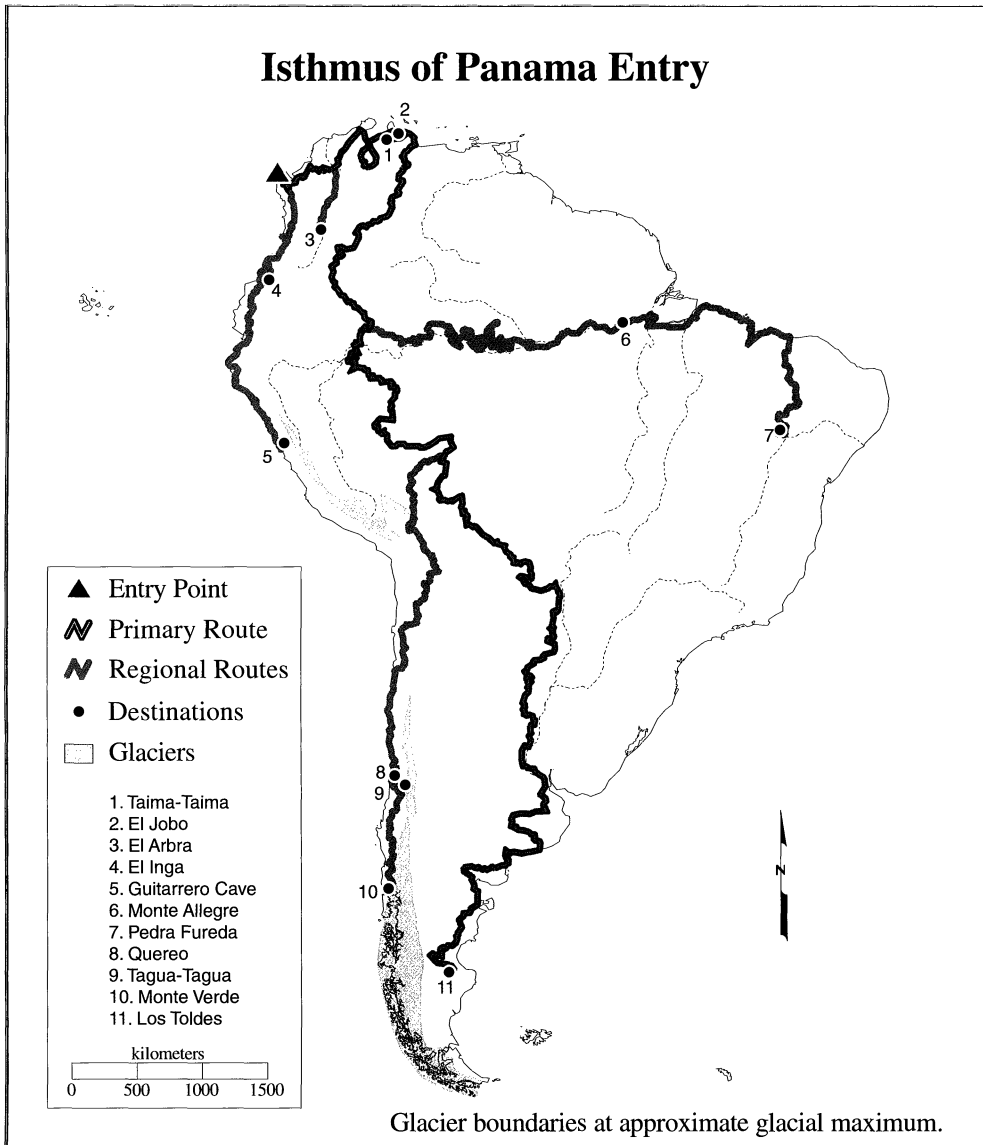 Isthmus of Panama Entry
2
1
3
4
6
5
7
Entry Point
Primary Route
Regional Routes
Destinations
Glaciers
8
9
10
11
1. Taima-Taima
2. El Jobo
3. El Arbra
4. El Inga
5. Guitarrero Cave
6. Monte Allegre
7. Pedra Fureda
8. Quereo
9. Tagua-Tagua
10. Monte Verde
11. Los Toldes
N
kilometers
0 500 1000 1500
Glacier boundaries at approximate glacial maximum.